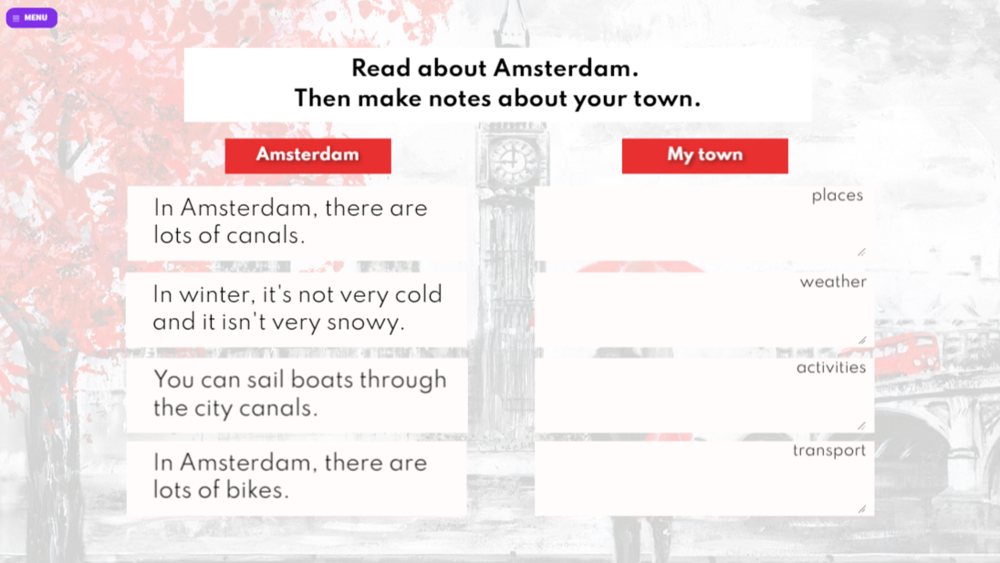 MENU
Read about Amsterdam.
Then make notes about your town.
Amsterdam
My town
In Amsterdam, there are
lots of canals.
places
In winter, it's not very cold
and it isn't very snowy.
weather
You can sail boats through
the city canals.
activities
In Amsterdam, there are
lots of bikes.
transport